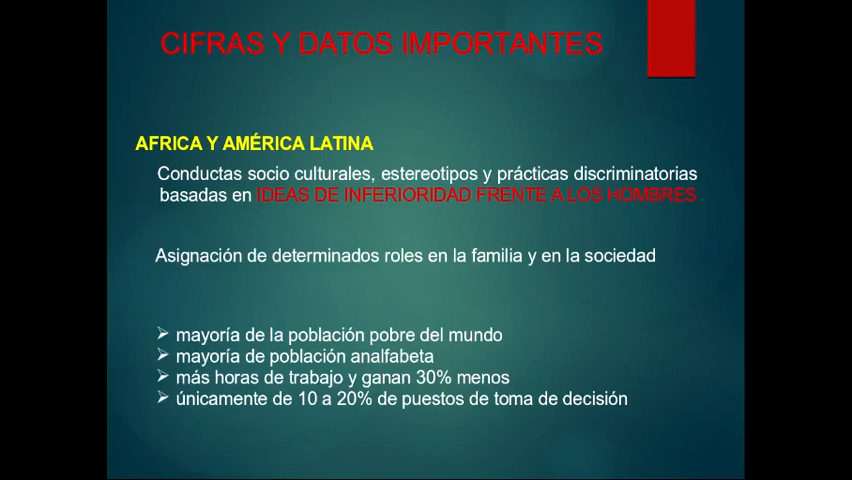 CIFRAS Y DATOS IMPORTANTES
AFRICA Y AMÉRICA LATINA
Conductas socio culturales, estereotipos y prácticas discriminatorias
basadas en IDEAS DE INFERIORIDAD FRENTE A LOS HOMBRES
Asignación de determinados roles en la familia y en la sociedad
➢ mayoría de la población pobre del mundo
➢ mayoría de población analfabeta
➢ más horas de trabajo y ganan 30% menos
➢ únicamente de 10 a 20% de puestos de toma de decisión